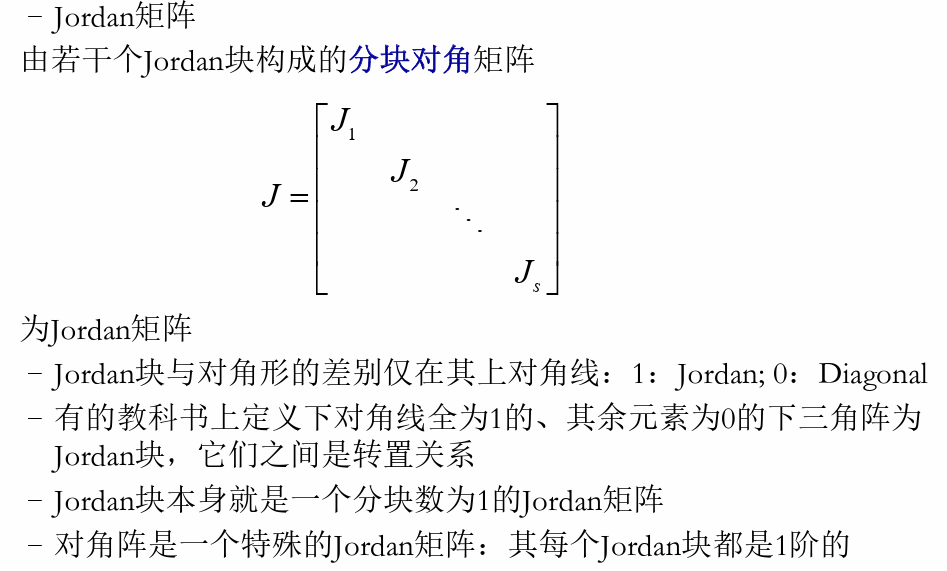 – Jordan矩阵
由若干个Jordan块构成的分块对角矩阵
J = [ J₁
J₂
⋱
Jₛ ]
为Jordan矩阵
– Jordan块与对角形的差别仅在其上对角线：1：Jordan; 0：Diagonal
– 有的教科书上定义下对角线全为1的、其余元素为0的下三角阵为
Jordan块，它们之间是转置关系
– Jordan块本身就是一个分块数为1的Jordan矩阵
– 对角阵是一个特殊的Jordan矩阵：其每个Jordan块都是1阶的